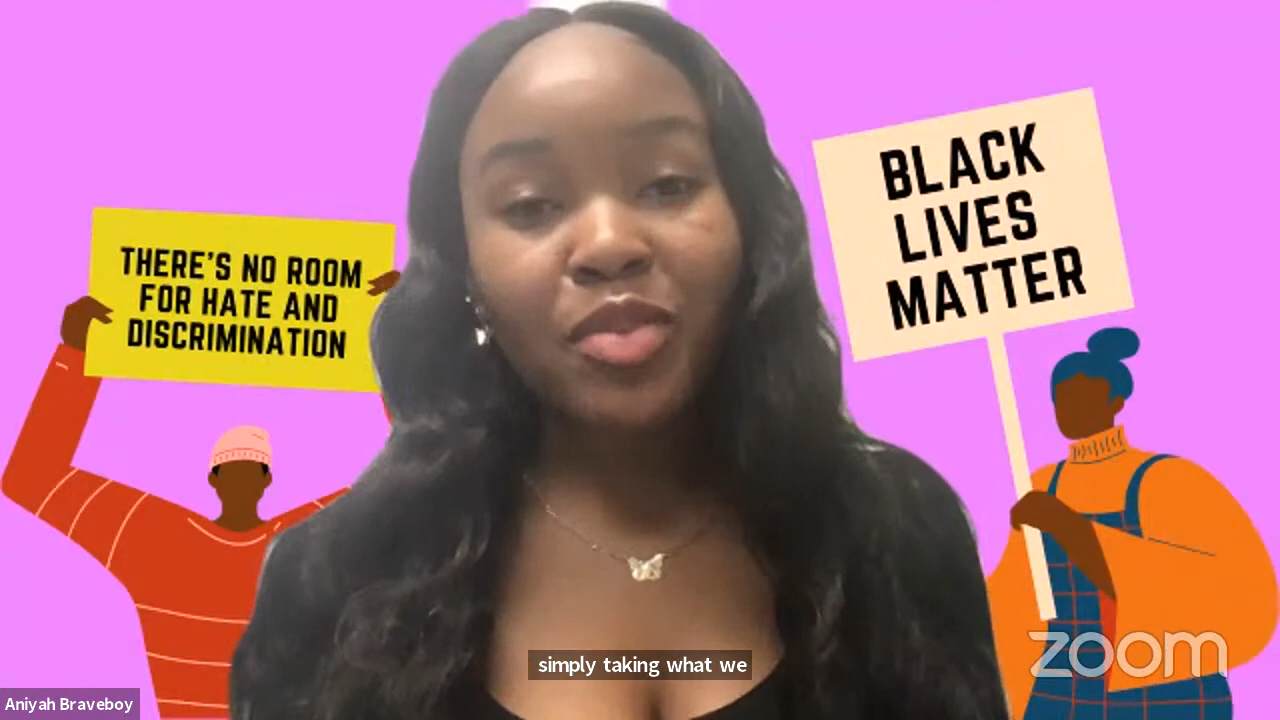 THERE'S NO ROOM
FOR HATE AND
DISCRIMINATION
BLACK
LIVES
MATTER
simply taking what we
zoom
Aniyah Braveboy